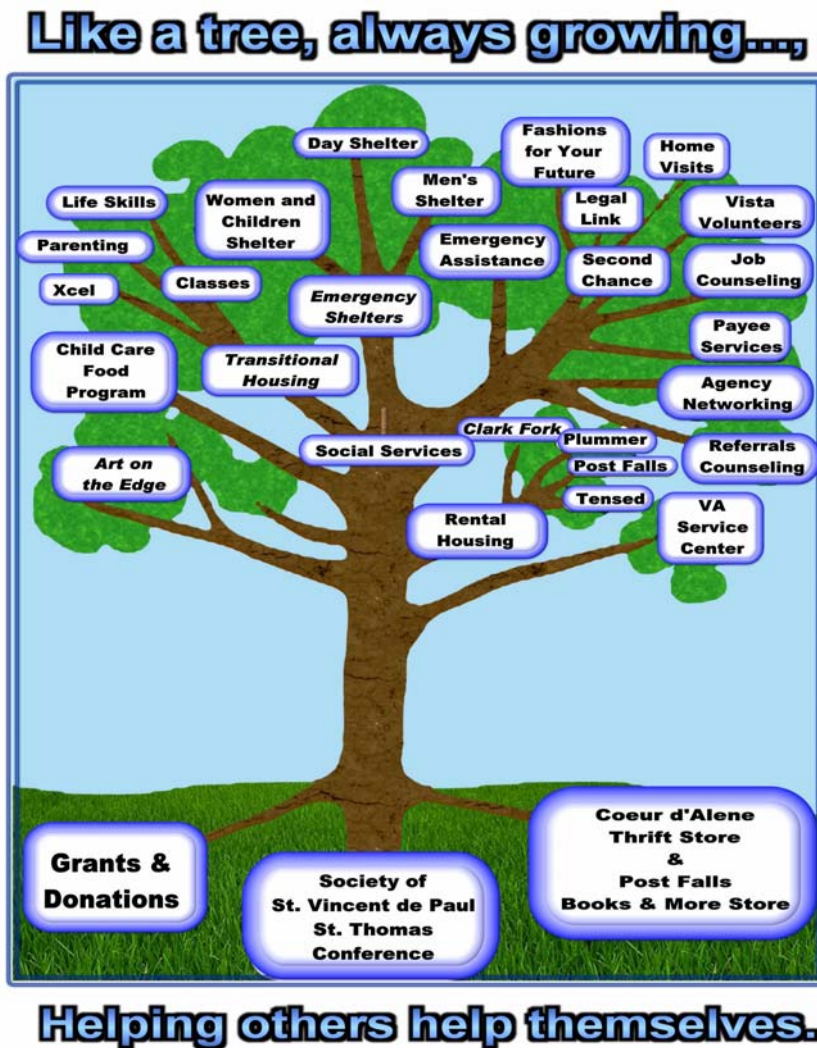 Like a tree, always growing...,
Day Shelter
Fashions
for Your
Future
Home
Visits
Men's
Shelter
Life Skills
Women and
Children
Shelter
Legal
Link
Vista
Volunteers
Parenting
Emergency
Assistance
Classes
Second
Chance
Job
Counseling
Xcel
Emergency
Shelters
Payee
Services
Child Care
Food
Program
Transitional
Housing
Agency
Networking
Clark Fork
Plummer
Social Services
Referrals
Counseling
Art on
the Edge
Post Falls
Tensed
Rental
Housing
VA
Service
Center
Grants &
Donations
Society of
St. Vincent de Paul
St. Thomas
Conference
Coeur d'Alene
Thrift Store
&
Post Falls
Books & More Store
Helping others help themselves.